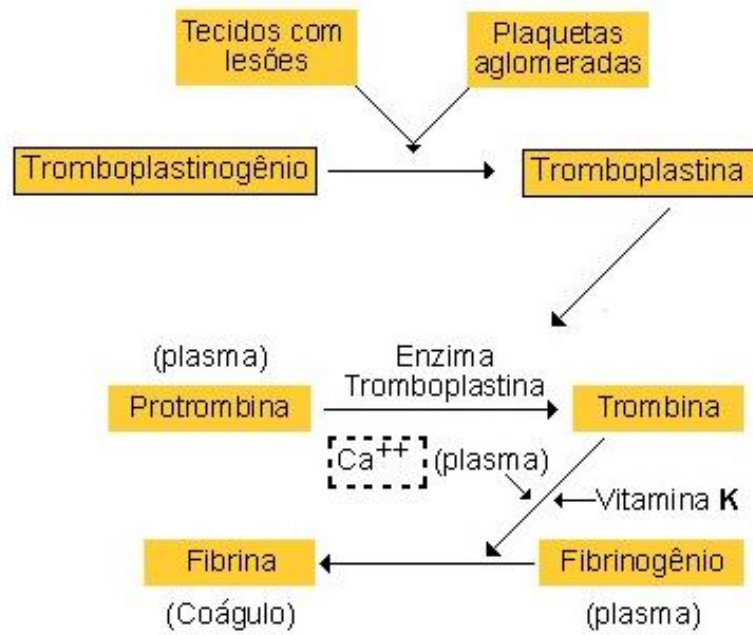 Tecidos com
lesões
Plaquetas
aglomeradas
Tromboplastinogênio
Tromboplastina
(plasma)
Protrombina
Enzima
Tromboplastina
Trombina
Ca++ (plasma)
Vitamina K
Fibrina
(Coágulo)
Fibrinogênio
(plasma)